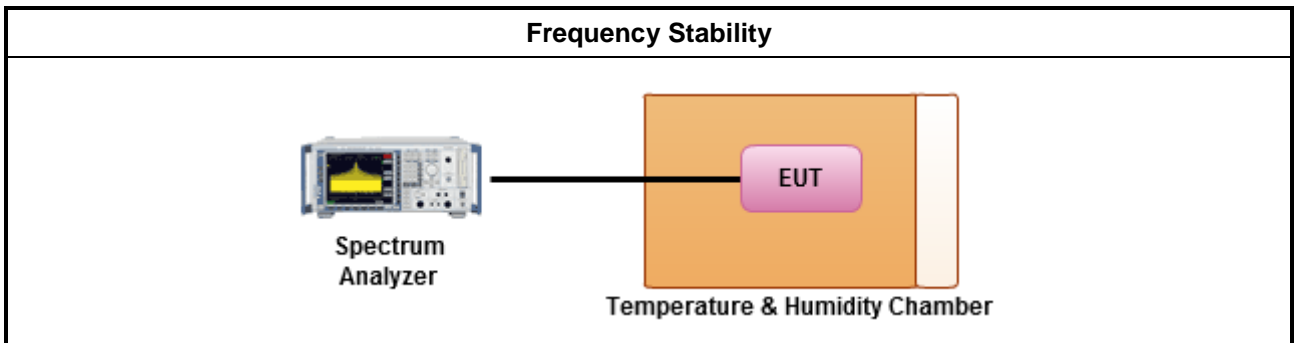 Frequency Stability
EUT
Spectrum
Analyzer
Temperature & Humidity Chamber